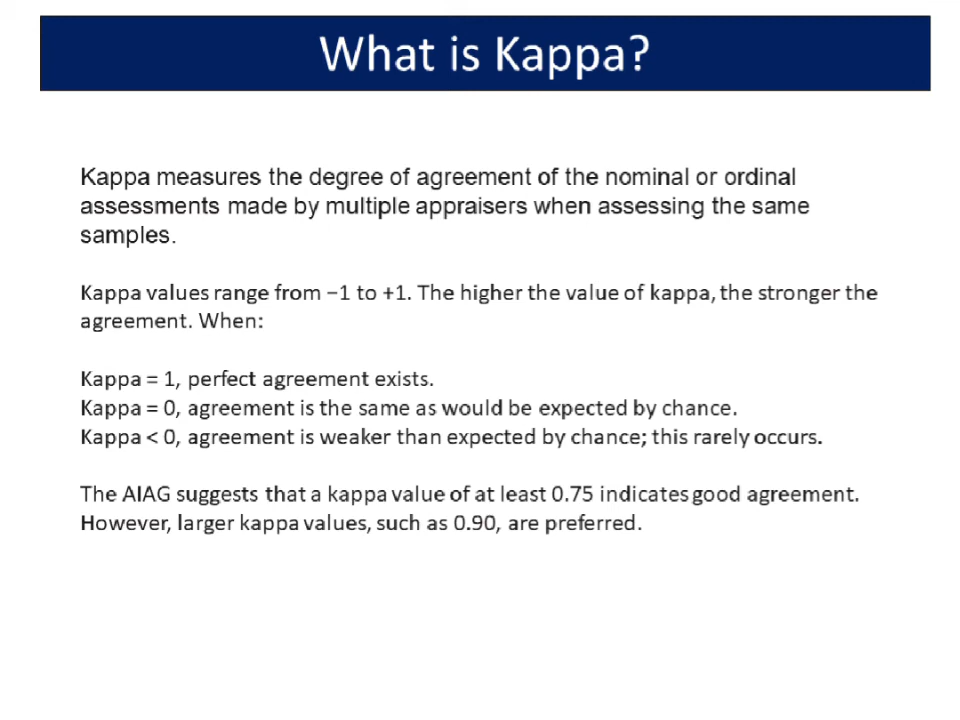 What is Kappa?
Kappa measures the degree of agreement of the nominal or ordinal
assessments made by multiple appraisers when assessing the same
samples.
Kappa values range from −1 to +1. The higher the value of kappa, the stronger the
agreement. When:
Kappa = 1, perfect agreement exists.
Kappa = 0, agreement is the same as would be expected by chance.
Kappa < 0, agreement is weaker than expected by chance; this rarely occurs.
The AIAG suggests that a kappa value of at least 0.75 indicates good agreement.
However, larger kappa values, such as 0.90, are preferred.